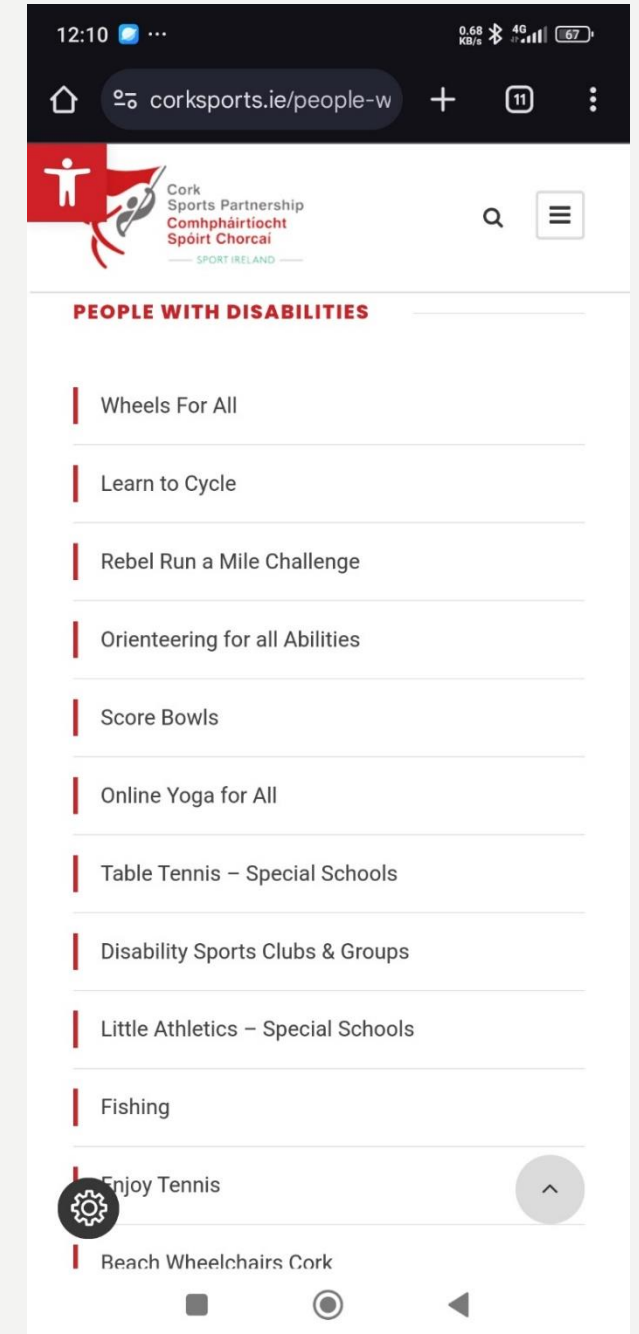 12:10
0.68 KB/s 4G 67
corksports.ie/people-w
11
Cork
Sports Partnership
Comhpháirtíocht
Spóirt Chorcaí
SPORT IRELAND
PEOPLE WITH DISABILITIES
Wheels For All
Learn to Cycle
Rebel Run a Mile Challenge
Orienteering for all Abilities
Score Bowls
Online Yoga for All
Table Tennis – Special Schools
Disability Sports Clubs & Groups
Little Athletics – Special Schools
Fishing
Enjoy Tennis
Beach Wheelchairs Cork